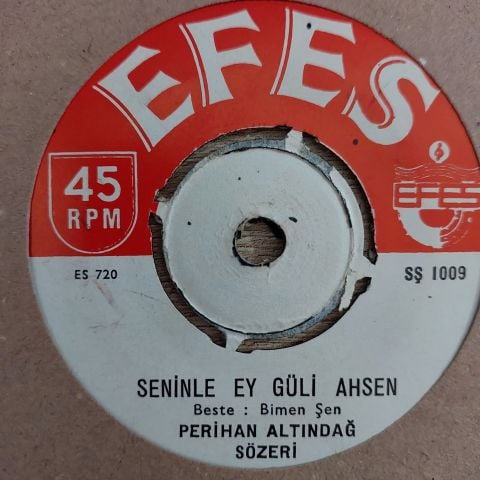 EFES
45
RPM
EFES
ES 720
SŞ 1009
SENİNLE EY GÜLİ AHSEN
Beste : Bimen Şen
PERİHAN ALTINDAĞ
SÖZERİ